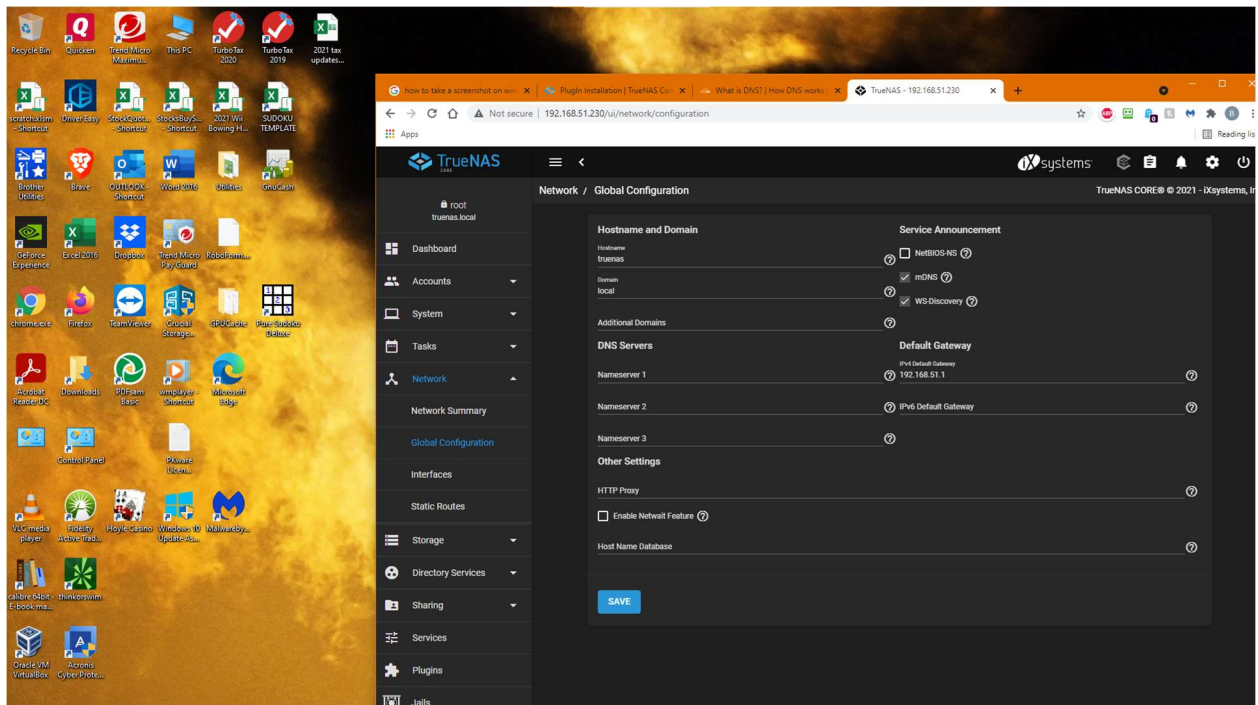 Recycle Bin
Quicken
Trend Micro Maximu...
This PC
TurboTax 2020
TurboTax 2019
2021 tax updates...
scratchixism - Shortcut
Driver Easy
StockQuot... - Shortcut
StocksBuyS... - Shortcut
2021 Wii Bowing H...
SUDOKU TEMPLATE
Brother Utilities
Brave
OUTLOOK - Shortcut
Word 2016
Utilities
GnuCash
GeForce Experience
Excel 2016
Dropbox
Trend Micro Pay Guard
RoboForm...
chrome.exe
Firefox
TeamViewer
Crucial Storage...
GPUCache
Pure Sudoku Deluxe
Acrobat Reader DC
Downloads
PDFsam Basic
wmplayer - Shortcut
Microsoft Edge
Control Panel
PKware Licen...
VLC media player
Fidelity Active Trad...
Hoyle Casino
Windows 10 Update As...
Malwareby...
calibre 64bit - E-book ma...
thinkorswim
Oracle VM VirtualBox
Acronis Cyber Prote...
how to take a screenshot on win
PlugIn Installation | TrueNAS Con
What is DNS? | How DNS works |
TrueNAS - 192.168.51.230
Not secure | 192.168.51.230/ui/network/configuration
Apps
Reading lis
TrueNAS
CORE
iXsystems
root
truenas.local
Network / Global Configuration
TrueNAS CORE® © 2021 - iXsystems, In
Dashboard
Accounts
System
Tasks
Network
Network Summary
Global Configuration
Interfaces
Static Routes
Storage
Directory Services
Sharing
Services
Plugins
Jails
Hostname and Domain
Hostname
truenas
Domain
local
Additional Domains
DNS Servers
Nameserver 1
Nameserver 2
Nameserver 3
Service Announcement
NetBIOS-NS
mDNS
WS-Discovery
Default Gateway
IPv4 Default Gateway
192.168.51.1
IPv6 Default Gateway
Other Settings
HTTP Proxy
Enable Netwait Feature
Host Name Database
SAVE